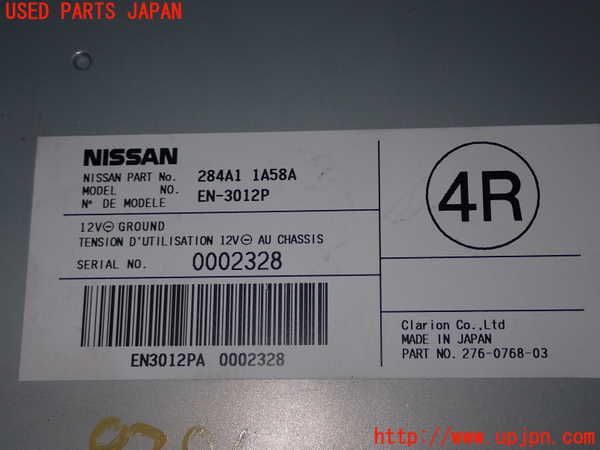 USED PARTS JAPAN
NISSAN
NISSAN PART No. 284A1 1A58A
MODEL NO. EN-3012P
N° DE MODELE
12V⊖ GROUND
TENSION D'UTILISATION 12V⊖ AU CHASSIS
SERIAL NO. 0002328
EN3012PA 0002328
4R
Clarion Co.,Ltd
MADE IN JAPAN
PART NO. 276-0768-03
http://www.upjpn.com/